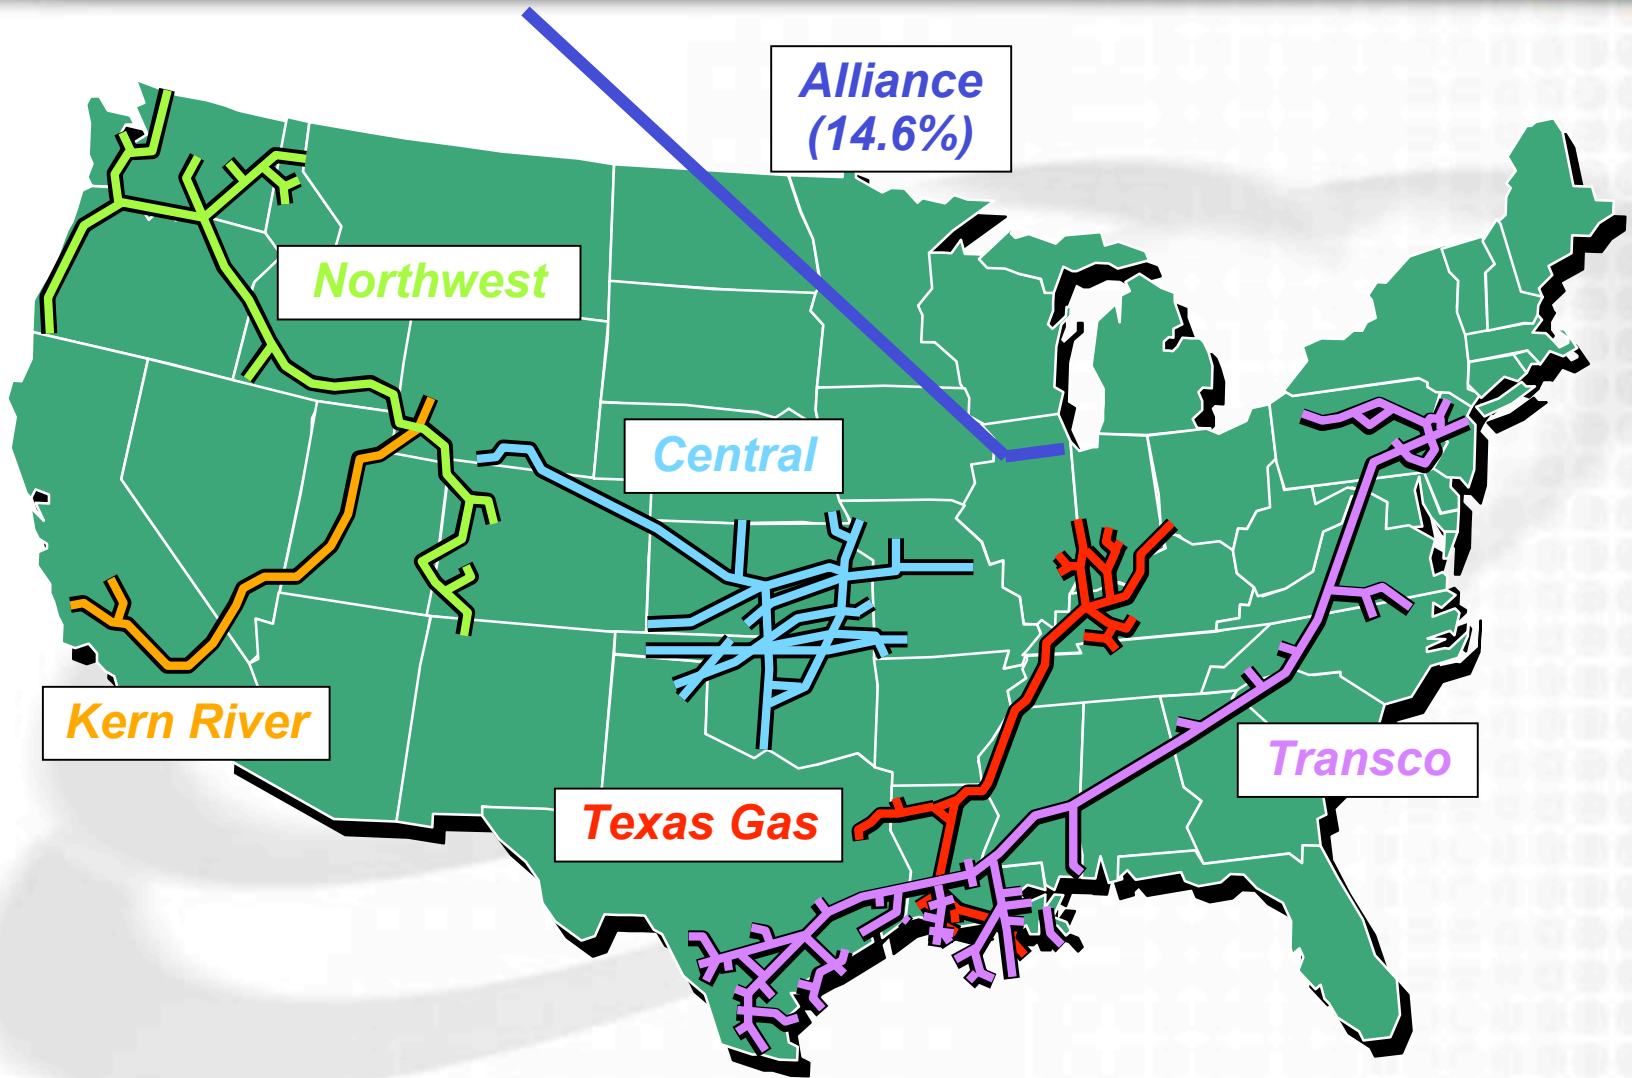 Alliance
(14.6%)
Northwest
Central
Kern River
Transco
Texas Gas